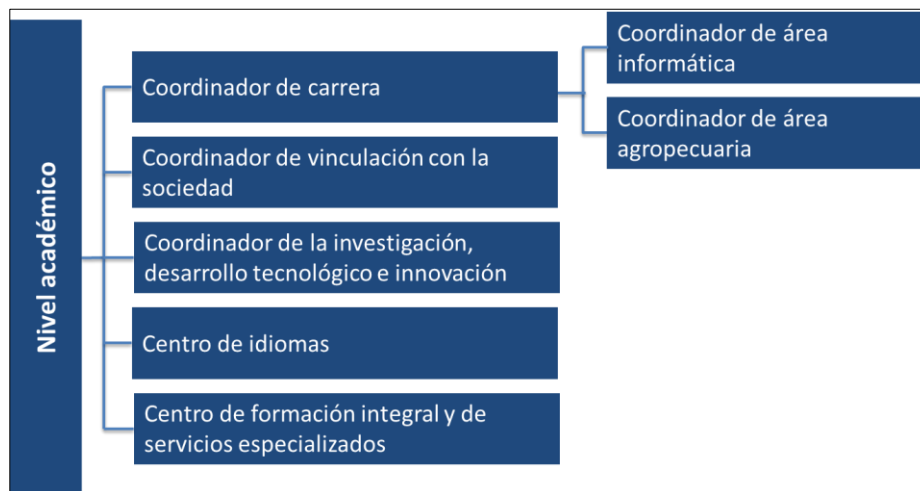 Nivel académico
Coordinador de carrera
Coordinador de área
informática
Coordinador de área
agropecuaria
Coordinador de vinculación con la
sociedad
Coordinador de la investigación,
desarrollo tecnológico e innovación
Centro de idiomas
Centro de formación integral y de
servicios especializados